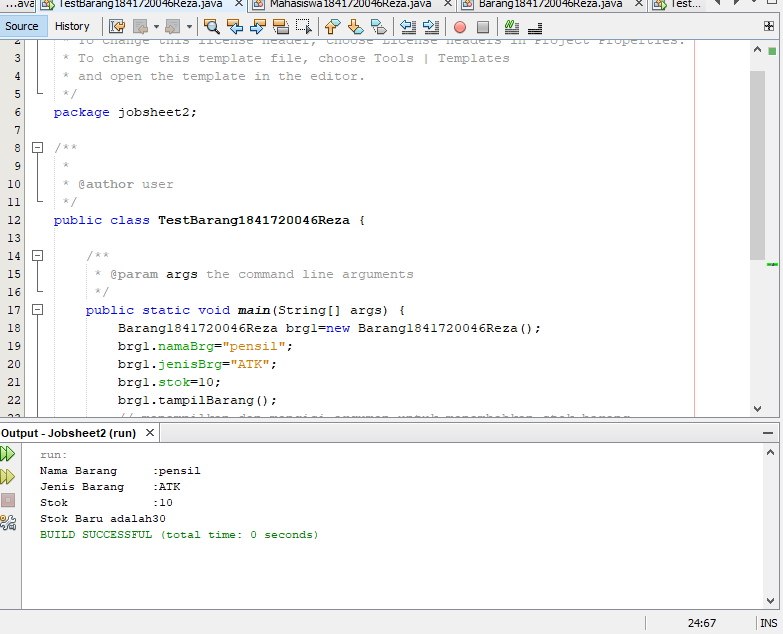 ...ava TestBarang1841720046Reza.java Mahasiswa1841720046Reza.java Barang1841720046Reza.java Test...
Source History
2 * To change this license header, choose License Headers in Project Properties.
3 * To change this template file, choose Tools | Templates
4 * and open the template in the editor.
5 */
6 package jobsheet2;
7
8 /**
9 *
10 * @author user
11 */
12 public class TestBarang1841720046Reza {
13
14 /**
15 * @param args the command line arguments
16 */
17 public static void main(String[] args) {
18 Barang1841720046Reza brg1=new Barang1841720046Reza();
19 brg1.namaBrg="pensil";
20 brg1.jenisBrg="ATK";
21 brg1.stok=10;
22 brg1.tampilBarang();
Output - Jobsheet2 (run)
run:
Nama Barang :pensil
Jenis Barang :ATK
Stok :10
Stok Baru adalah30
BUILD SUCCESSFUL (total time: 0 seconds)
24:67 INS